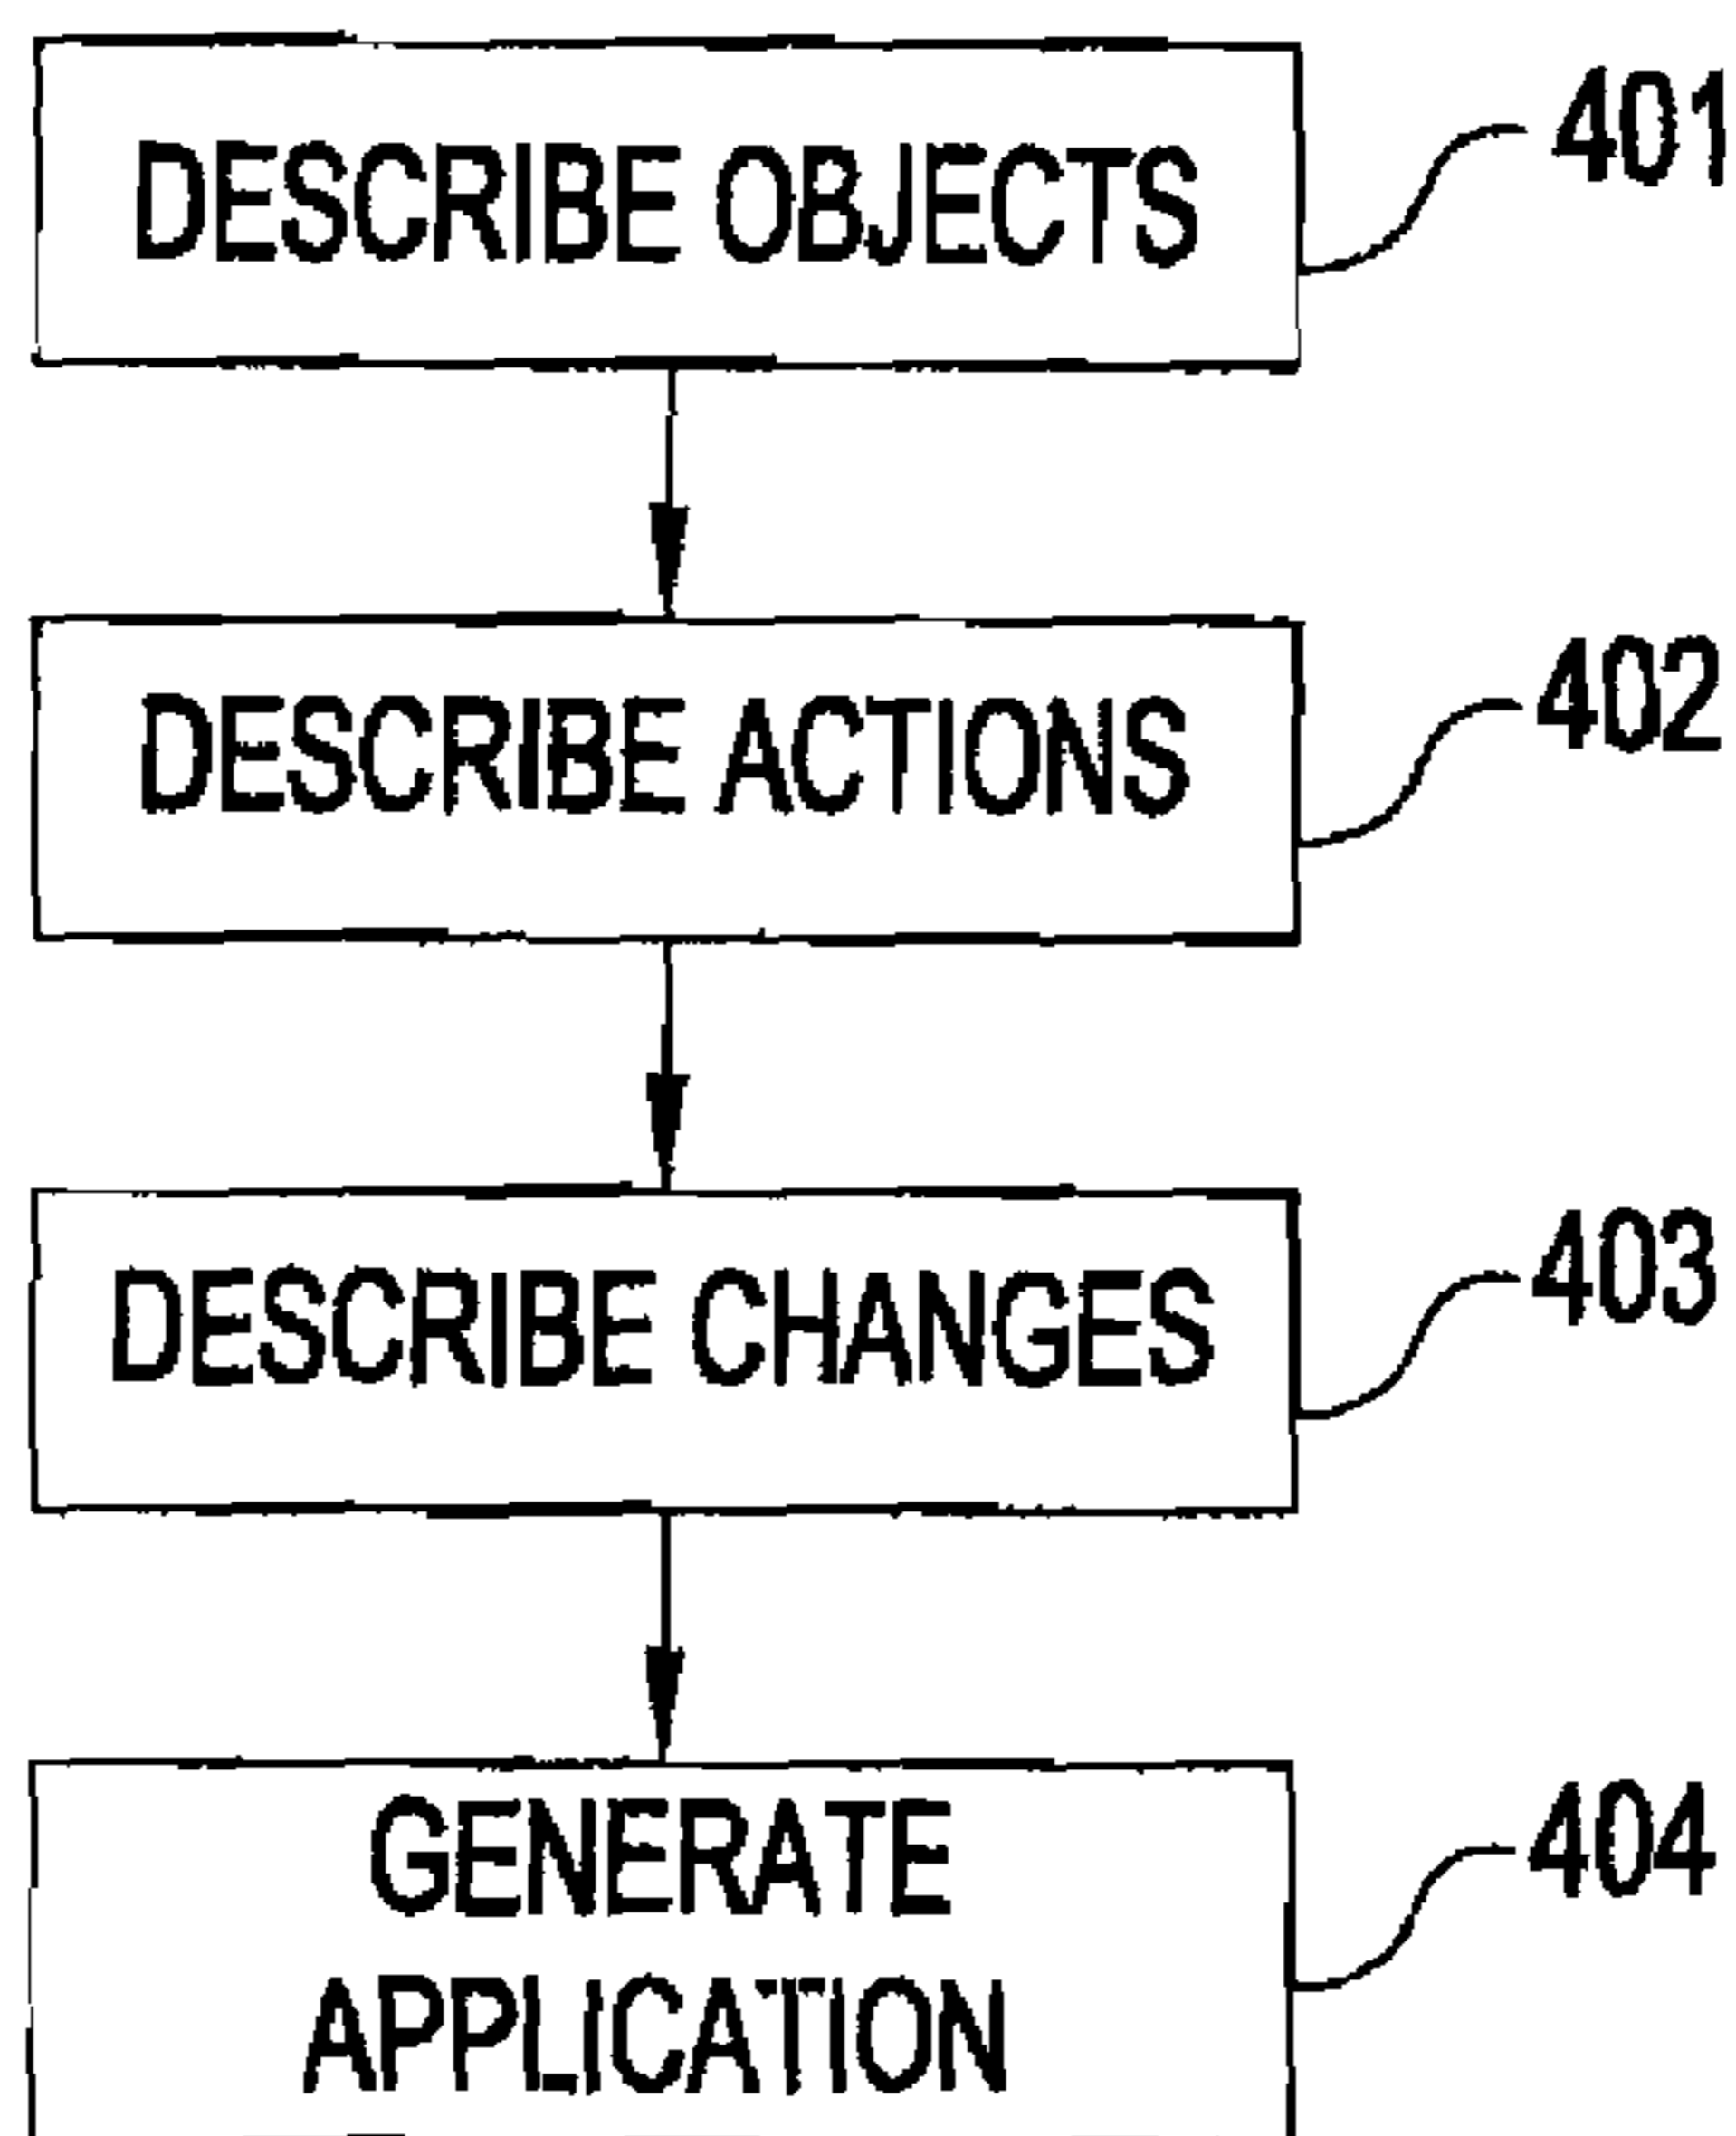 DESCRIBE OBJECTS
401
DESCRIBE ACTIONS
402
DESCRIBE CHANGES
403
GENERATE
APPLICATION
404